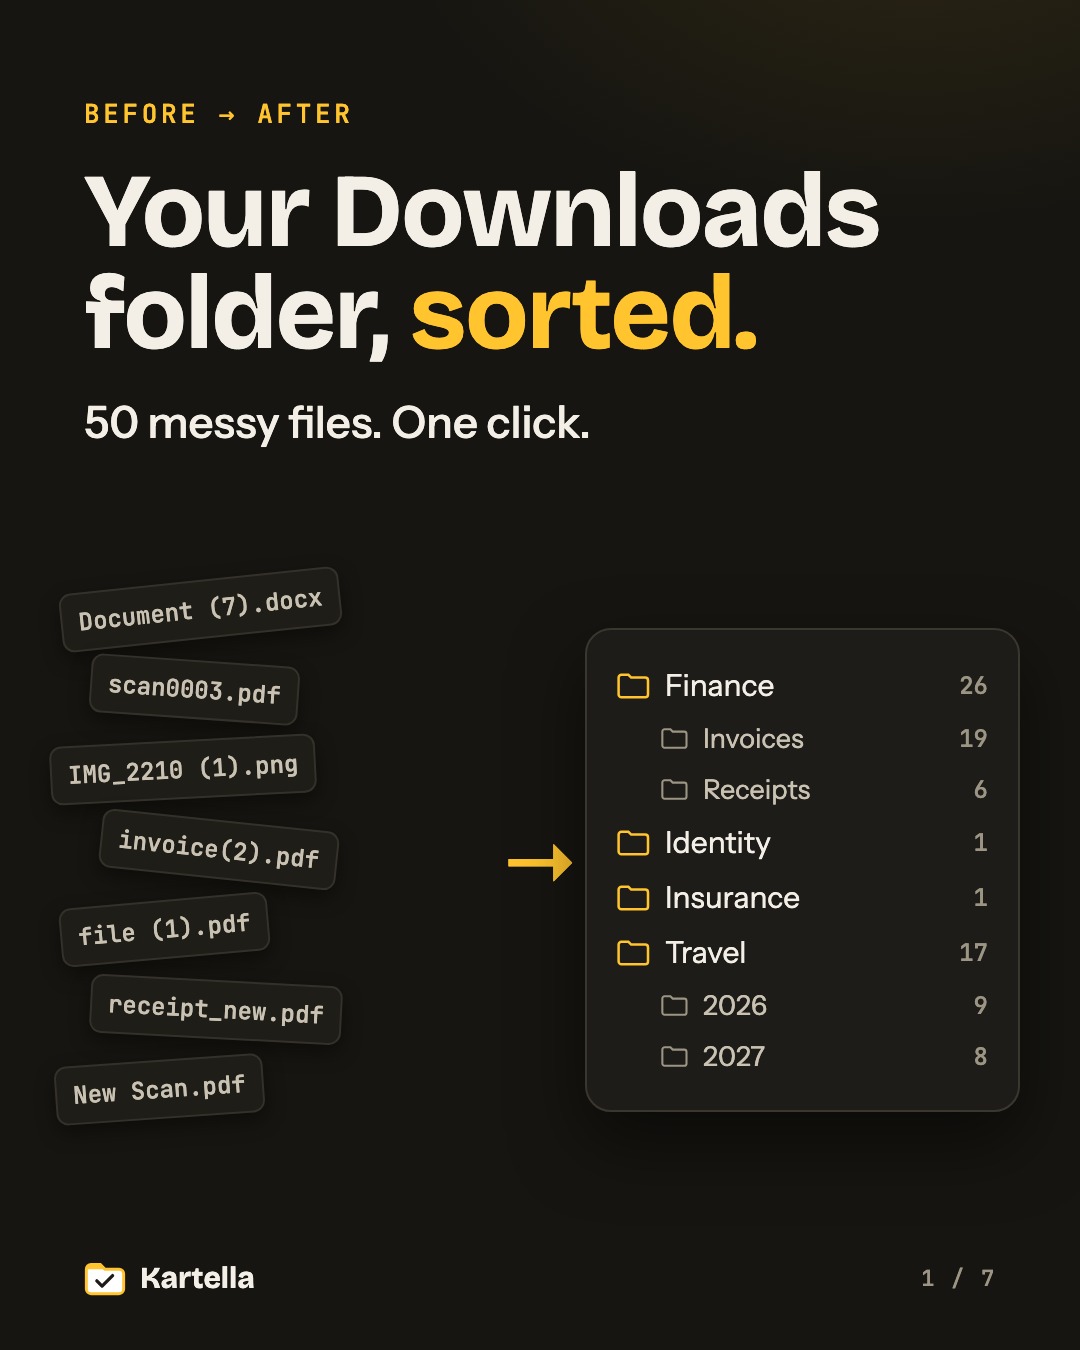 BEFORE → AFTER
Your Downloads
folder, sorted.
50 messy files. One click.
Document (7).docx
scan0003.pdf
IMG_2210 (1).png
invoice(2).pdf
file (1).pdf
receipt_new.pdf
New Scan.pdf
Finance 26
Invoices 19
Receipts 6
Identity 1
Insurance 1
Travel 17
2026 9
2027 8
Kartella
1 / 7